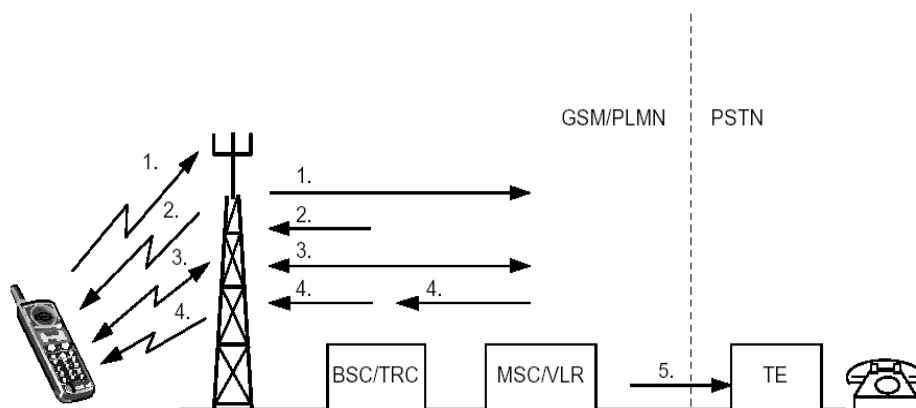 GSM/PLMN PSTN
1.
1.
2.
2.
3.
3.
4.
4.
4.
BSC/TRC
MSC/VLR
5.
TE